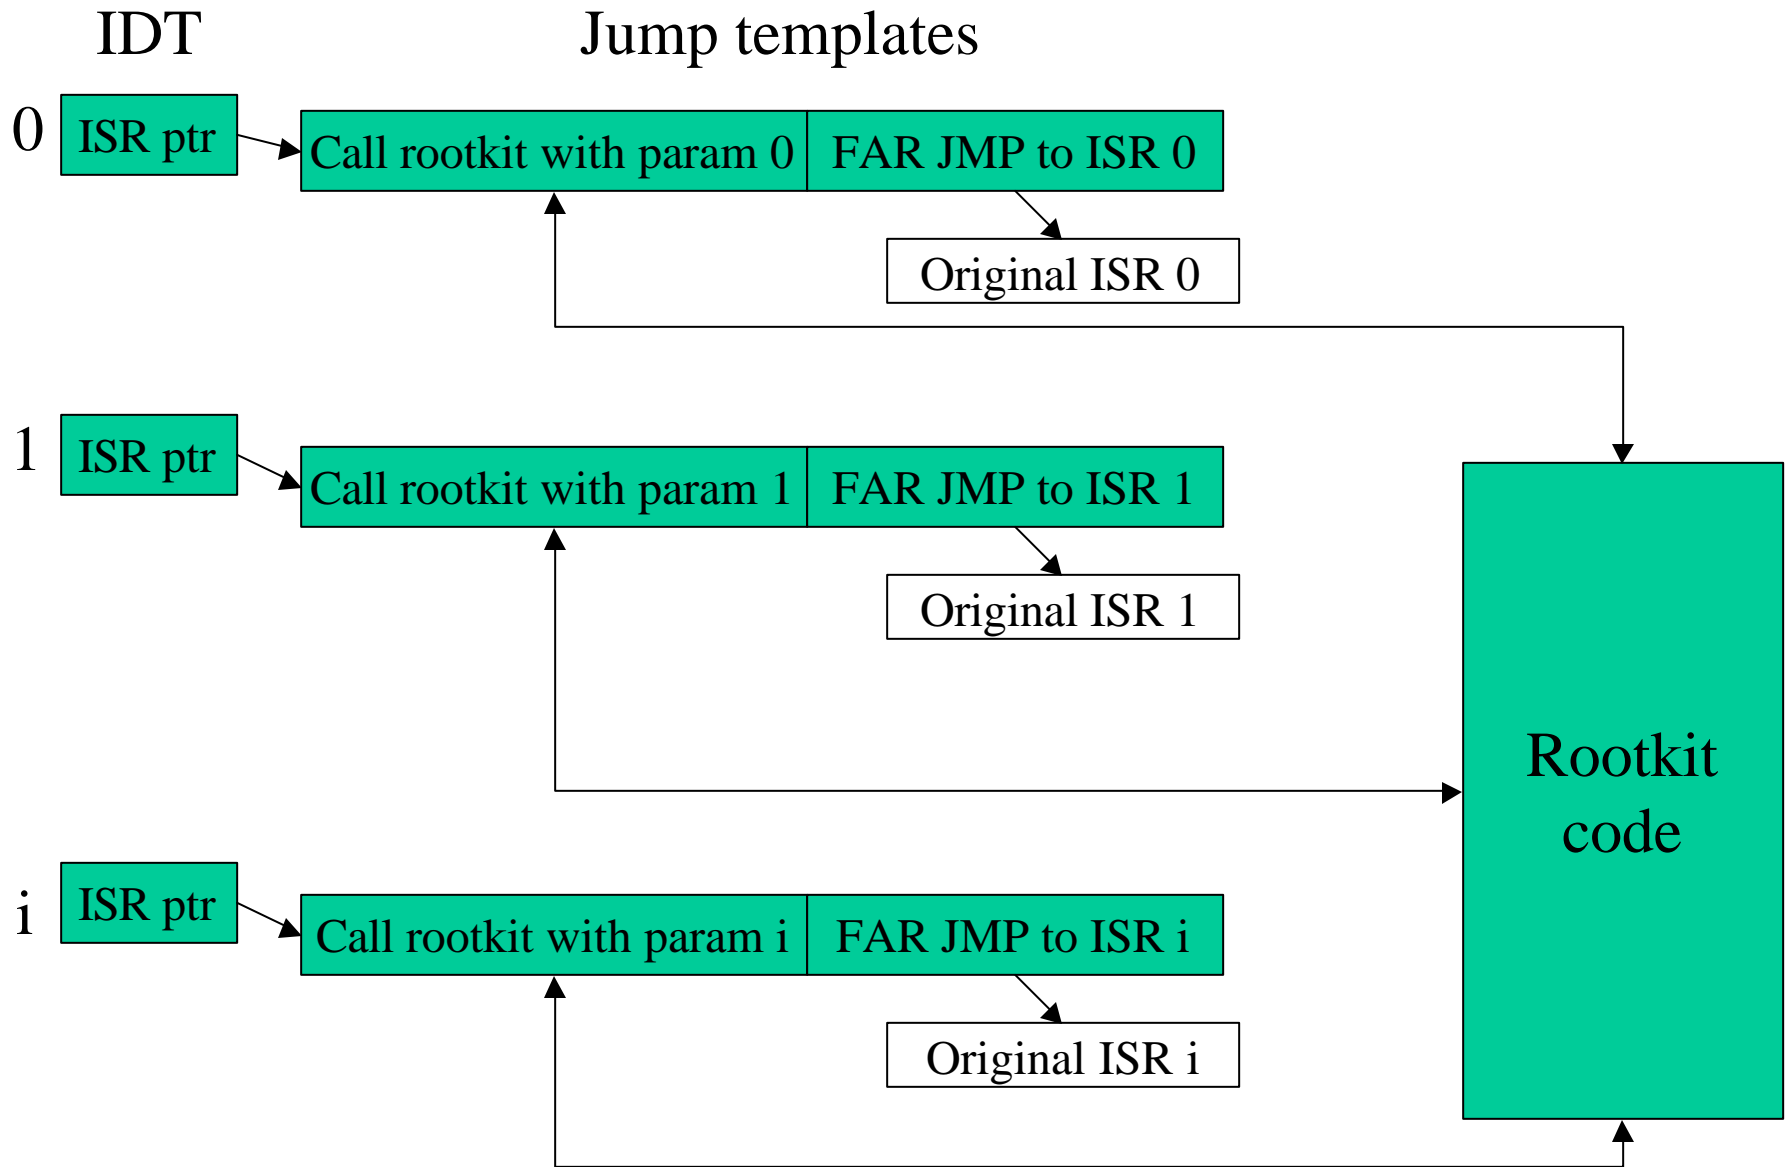 IDT
Jump templates
0
ISR ptr
Call rootkit with param 0
FAR JMP to ISR 0
Original ISR 0
1
ISR ptr
Call rootkit with param 1
FAR JMP to ISR 1
Original ISR 1
Rootkit
code
i
ISR ptr
Call rootkit with param i
FAR JMP to ISR i
Original ISR i